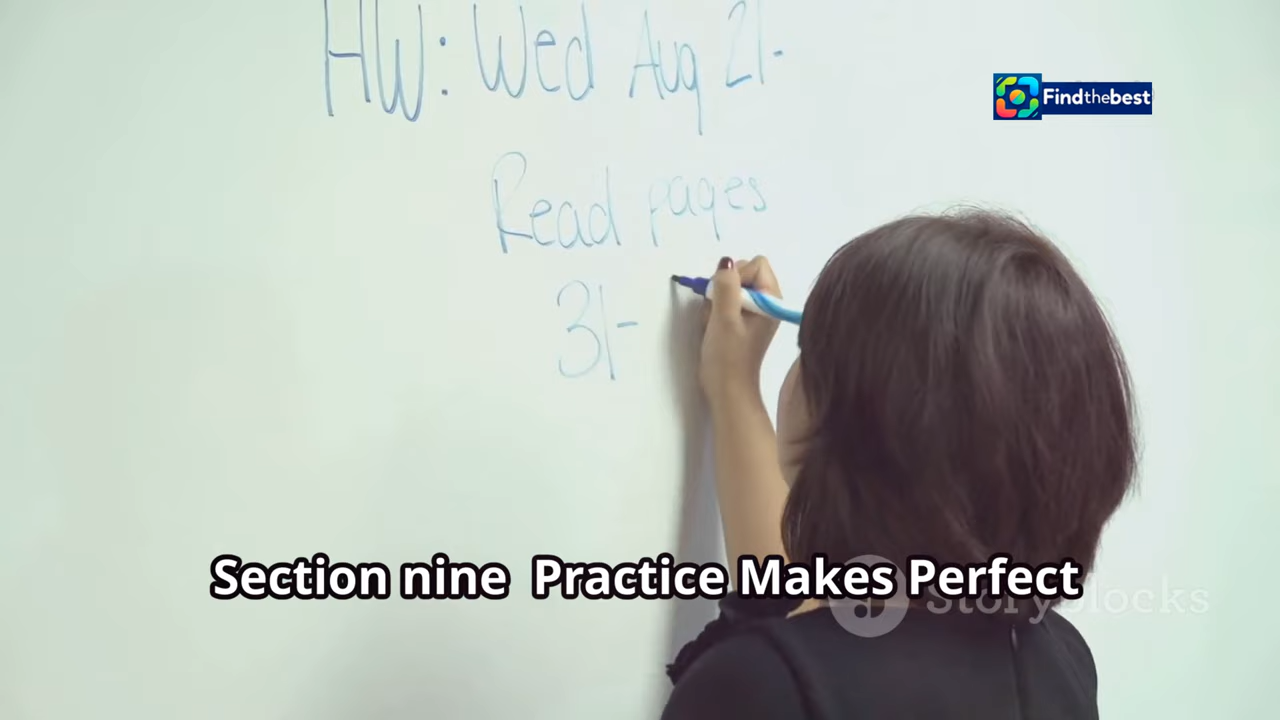 HW: Wed Aug 21-
Findthebest
Read pages
31-
Section nine Practice Makes Perfect
Storyblocks